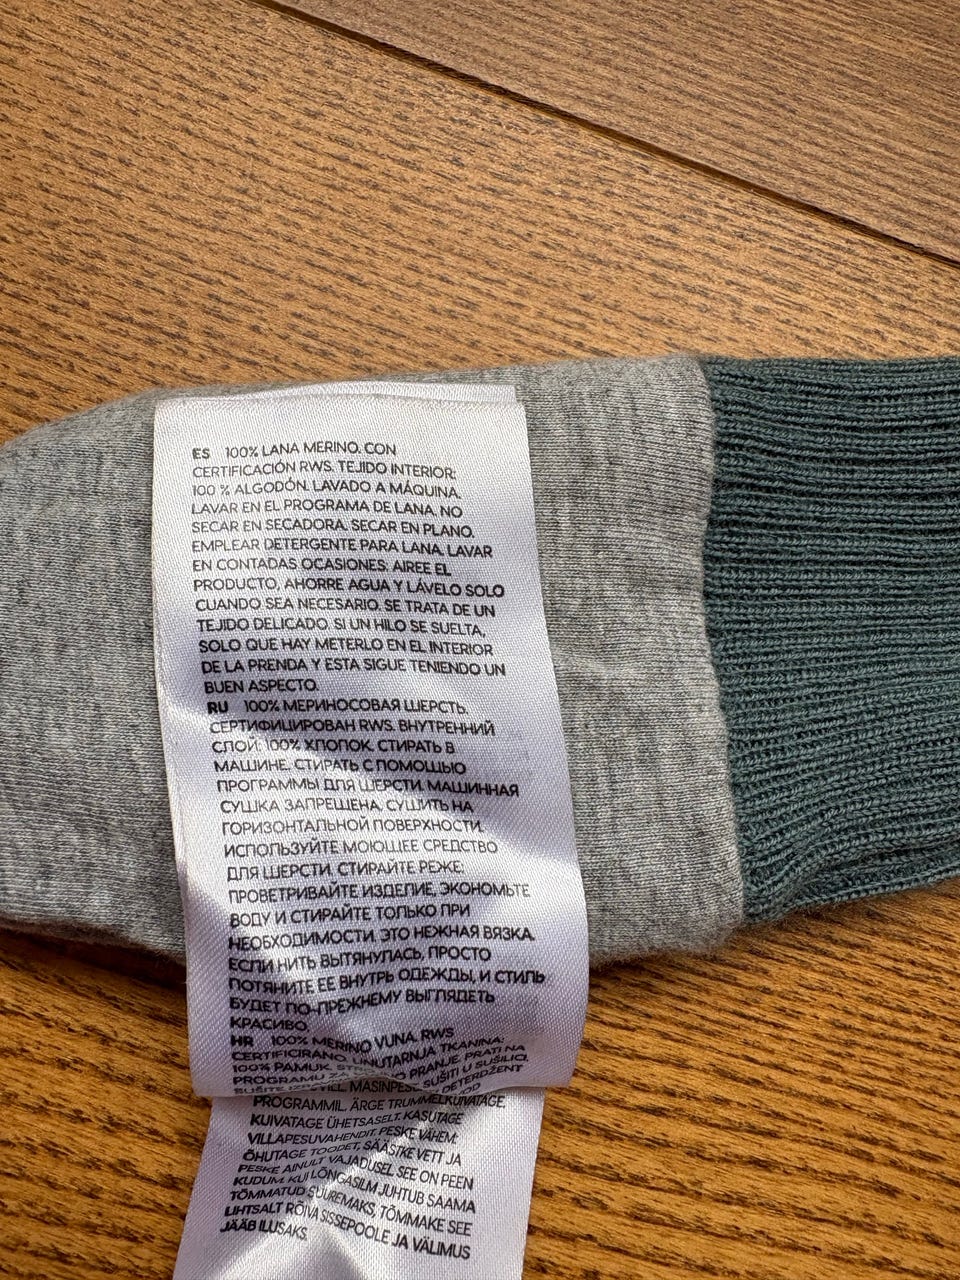 ES 100% LANA MERINO. CON
CERTIFICACIÓN RWS. TEJIDO INTERIOR:
100 % ALGODÓN. LAVADO A MÁQUINA.
LAVAR EN EL PROGRAMA DE LANA. NO
SECAR EN SECADORA. SECAR EN PLANO.
EMPLEAR DETERGENTE PARA LANA. LAVAR
EN CONTADAS OCASIONES: AIREE EL
PRODUCTO, AHORRE AGUA Y LÁVELO SOLO
CUANDO SEA NECESARIO. SE TRATA DE UN
TEJIDO DELICADO. SI UN HILO SE SUELTA,
SOLO QUE HAY METERLO EN EL INTERIOR
DE LA PRENDA Y ESTA SIGUE TENIENDO UN
BUEN ASPECTO.
RU 100% МЕРИНОСОВАЯ ШЕРСТЬ.
СЕРТИФИЦИРОВАН RWS. ВНУТРЕННИЙ
СЛОЙ: 100% ХЛОПОК. СТИРАТЬ В
МАШИНЕ. СТИРАТЬ С ПОМОЩЬЮ
ПРОГРАММЫ ДЛЯ ШЕРСТИ. МАШИННАЯ
СУШКА ЗАПРЕЩЕНА. СУШИТЬ НА
ГОРИЗОНТАЛЬНОЙ ПОВЕРХНОСТИ.
ИСПОЛЬЗУЙТЕ МОЮЩЕЕ СРЕДСТВО
ДЛЯ ШЕРСТИ. СТИРАЙТЕ РЕЖЕ:
ПРОВЕТРИВАЙТЕ ИЗДЕЛИЕ, ЭКОНОМЬТЕ
ВОДУ И СТИРАЙТЕ ТОЛЬКО ПРИ
НЕОБХОДИМОСТИ. ЭТО НЕЖНАЯ ВЯЗКА.
ЕСЛИ НИТЬ ВЫТЯНУЛАСЬ, ПРОСТО
ПОТЯНИТЕ ЕЕ ВНУТРЬ ОДЕЖДЫ, И СТИЛЬ
БУДЕТ ПО-ПРЕЖНЕМУ ВЫГЛЯДЕТЬ
КРАСИВО.
HR 100% MERINO VUNA. RWS
CERTIFICIRANO. UNUTARNJA TKANINA:
100% PAMUK. PRANJE. PRATI NA
PROGRAMU ZA SUŠITI U SUŠILICI.
DETERDŽENT
PROGRAMMIL. ÄRGE TRUMMELKUIVATAGE.
KUIVATAGE ÜHETSASELT. KASUTAGE
VILLAPESUVAHENDIT. PESKE VÄHEM:
ÕHUTAGE TOODET, SÄÄSTKE VETT JA
PESKE AINULT VAJADUSEL. SEE ON PEEN
KUDUM. KUI LÕNGASILM JUHTUB SAAMA
TÕMMATUD SUUREMAKS, TÕMMAKE SEE
LIHTSALT RÕIVA SISSEPOOLE JA VÄLIMUS
JÄÄB ILUSAKS.